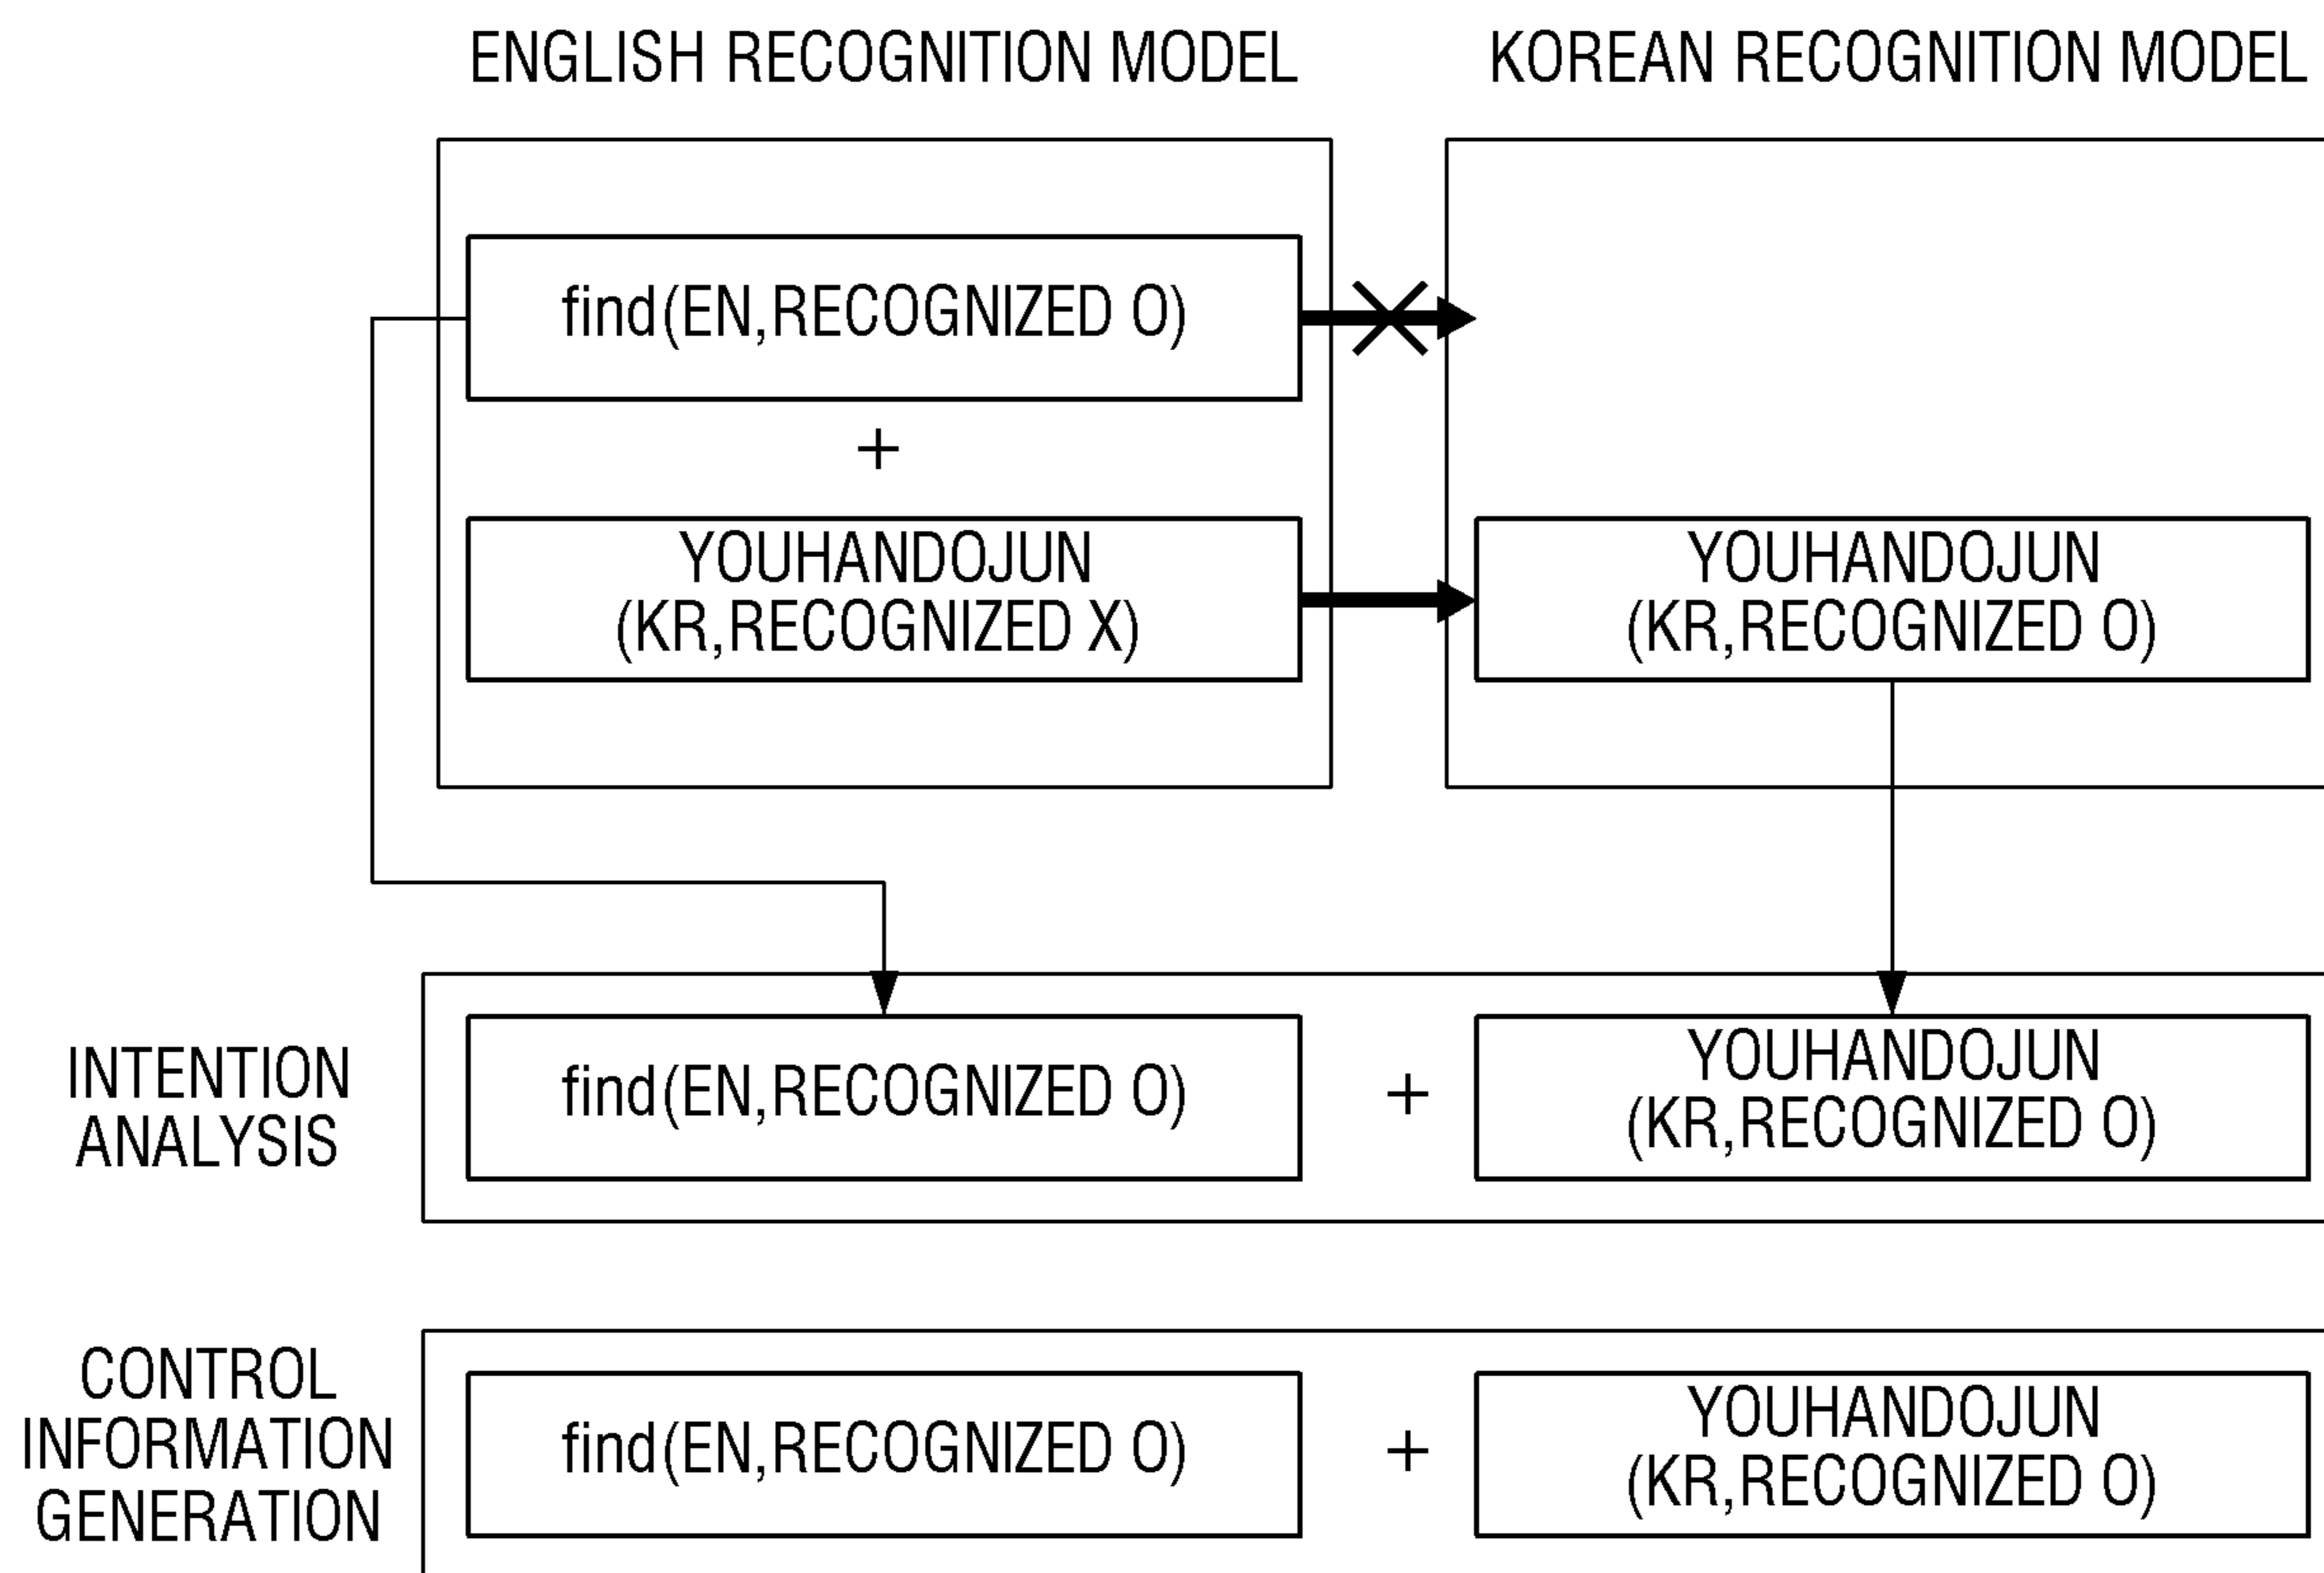 ENGLISH RECOGNITION MODEL
KOREAN RECOGNITION MODEL
find(EN,RECOGNIZED O)
+
YOUHANDOJUN
(KR,RECOGNIZED X)
YOUHANDOJUN
(KR,RECOGNIZED O)
INTENTION
ANALYSIS
find(EN,RECOGNIZED O)
+
YOUHANDOJUN
(KR,RECOGNIZED O)
CONTROL
INFORMATION
GENERATION
find(EN,RECOGNIZED O)
+
YOUHANDOJUN
(KR,RECOGNIZED O)